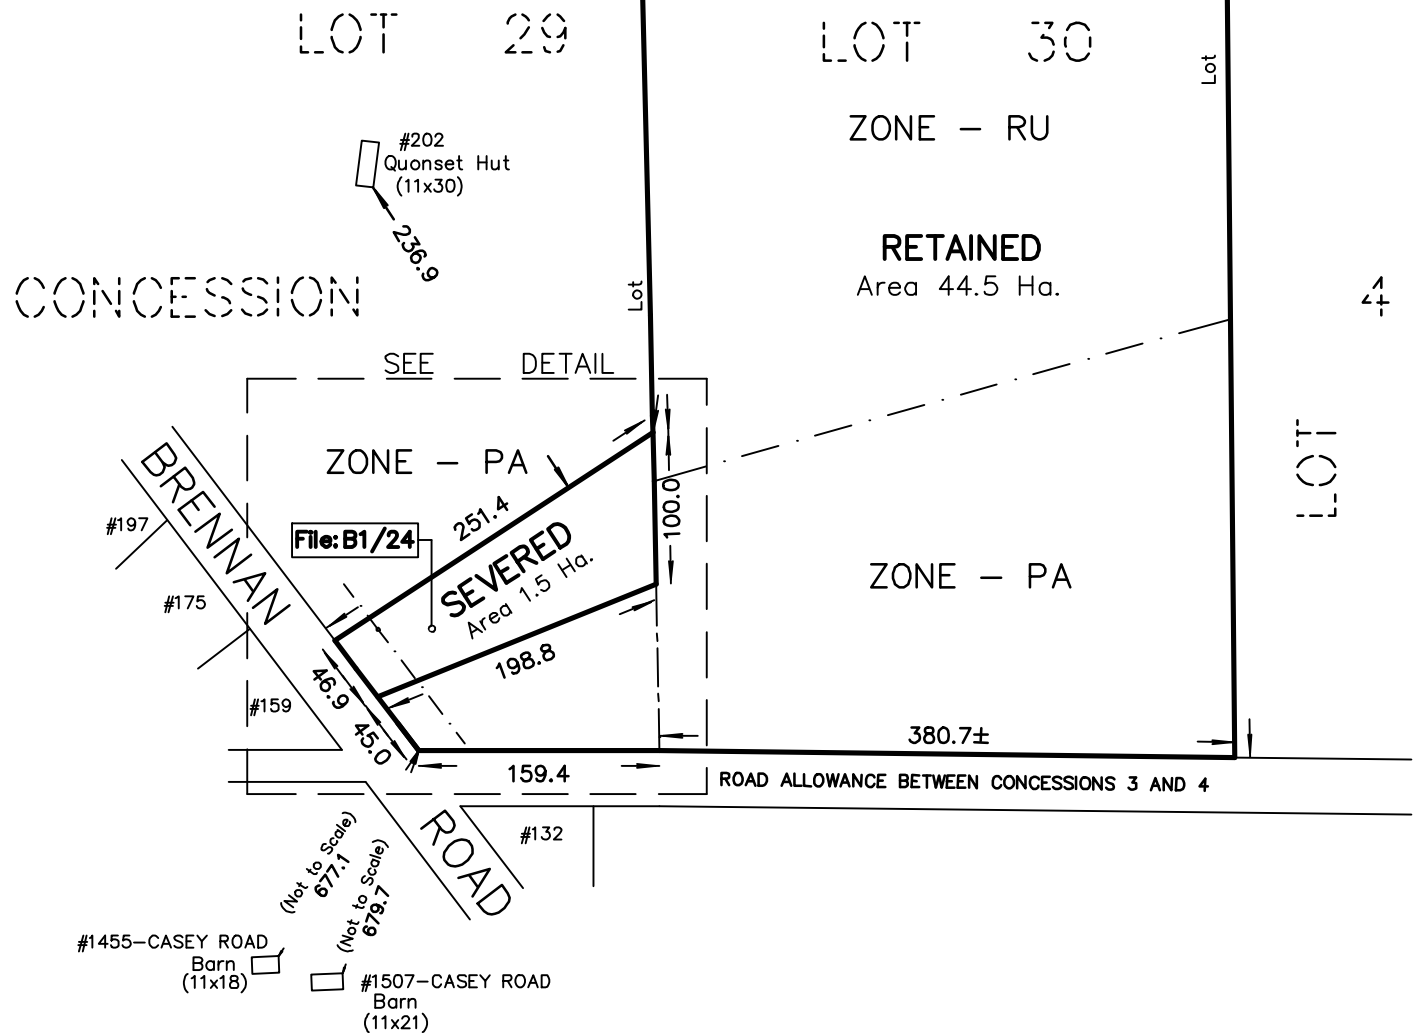 LOT 29
LOT 30
Lot
ZONE - RU
#202
Quonset Hut
(11x30)
236.9
RETAINED
Area 44.5 Ha.
CONCESSION
Lot
4
SEE DETAIL
ZONE - PA
BRENNAN
#197
251.4
100.0
LOT
File: B1/24
SEVERED
Area 1.5 Ha.
ZONE - PA
#175
198.8
46.9
#159
45.0
380.7±
159.4
ROAD ALLOWANCE BETWEEN CONCESSIONS 3 AND 4
ROAD
#132
(Not to Scale)
677.1
(Not to Scale)
679.7
#1455-CASEY ROAD
Barn
(11x18)
#1507-CASEY ROAD
Barn
(11x21)